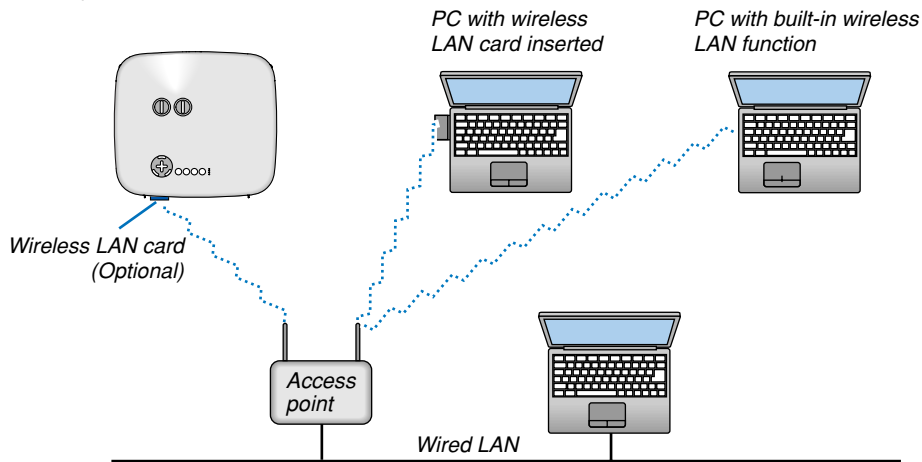 PC with wireless
LAN card inserted
PC with built-in wireless
LAN function
Wireless LAN card
(Optional)
Access
point
Wired LAN